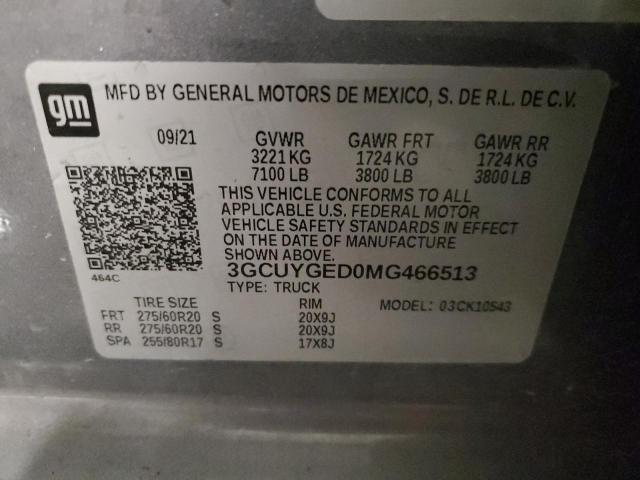 gm
MFD BY GENERAL MOTORS DE MEXICO, S. DE R.L. DE C.V.
09/21 GVWR GAWR FRT GAWR RR
3221 KG 1724 KG 1724 KG
7100 LB 3800 LB 3800 LB
THIS VEHICLE CONFORMS TO ALL
APPLICABLE U.S. FEDERAL MOTOR
VEHICLE SAFETY STANDARDS IN EFFECT
ON THE DATE OF MANUFACTURE
SHOWN ABOVE.
3GCUYGED0MG466513
464C
TYPE: TRUCK
TIRE SIZE RIM MODEL: 03CK10543
FRT 275/60R20 S 20X9J
RR 275/60R20 S 20X9J
SPA 255/80R17 S 17X8J